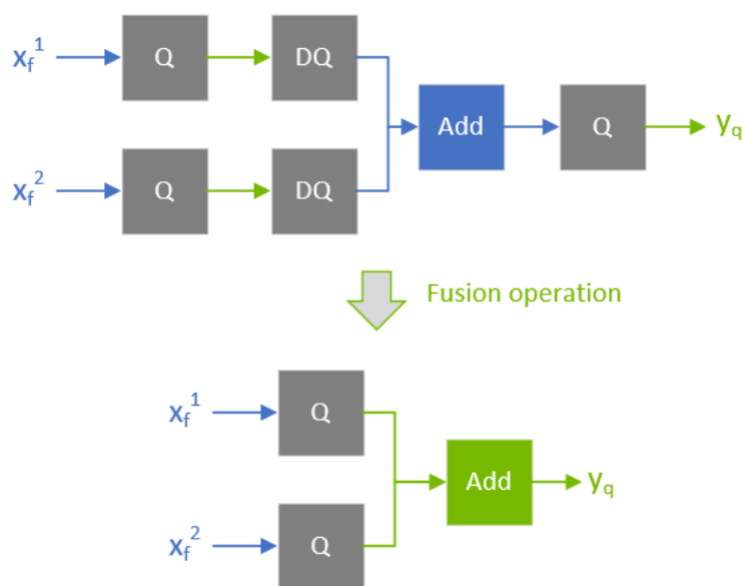 x_f^1 Q DQ
Add Q y_q
x_f^2 Q DQ
Fusion operation
x_f^1 Q
Add y_q
x_f^2 Q